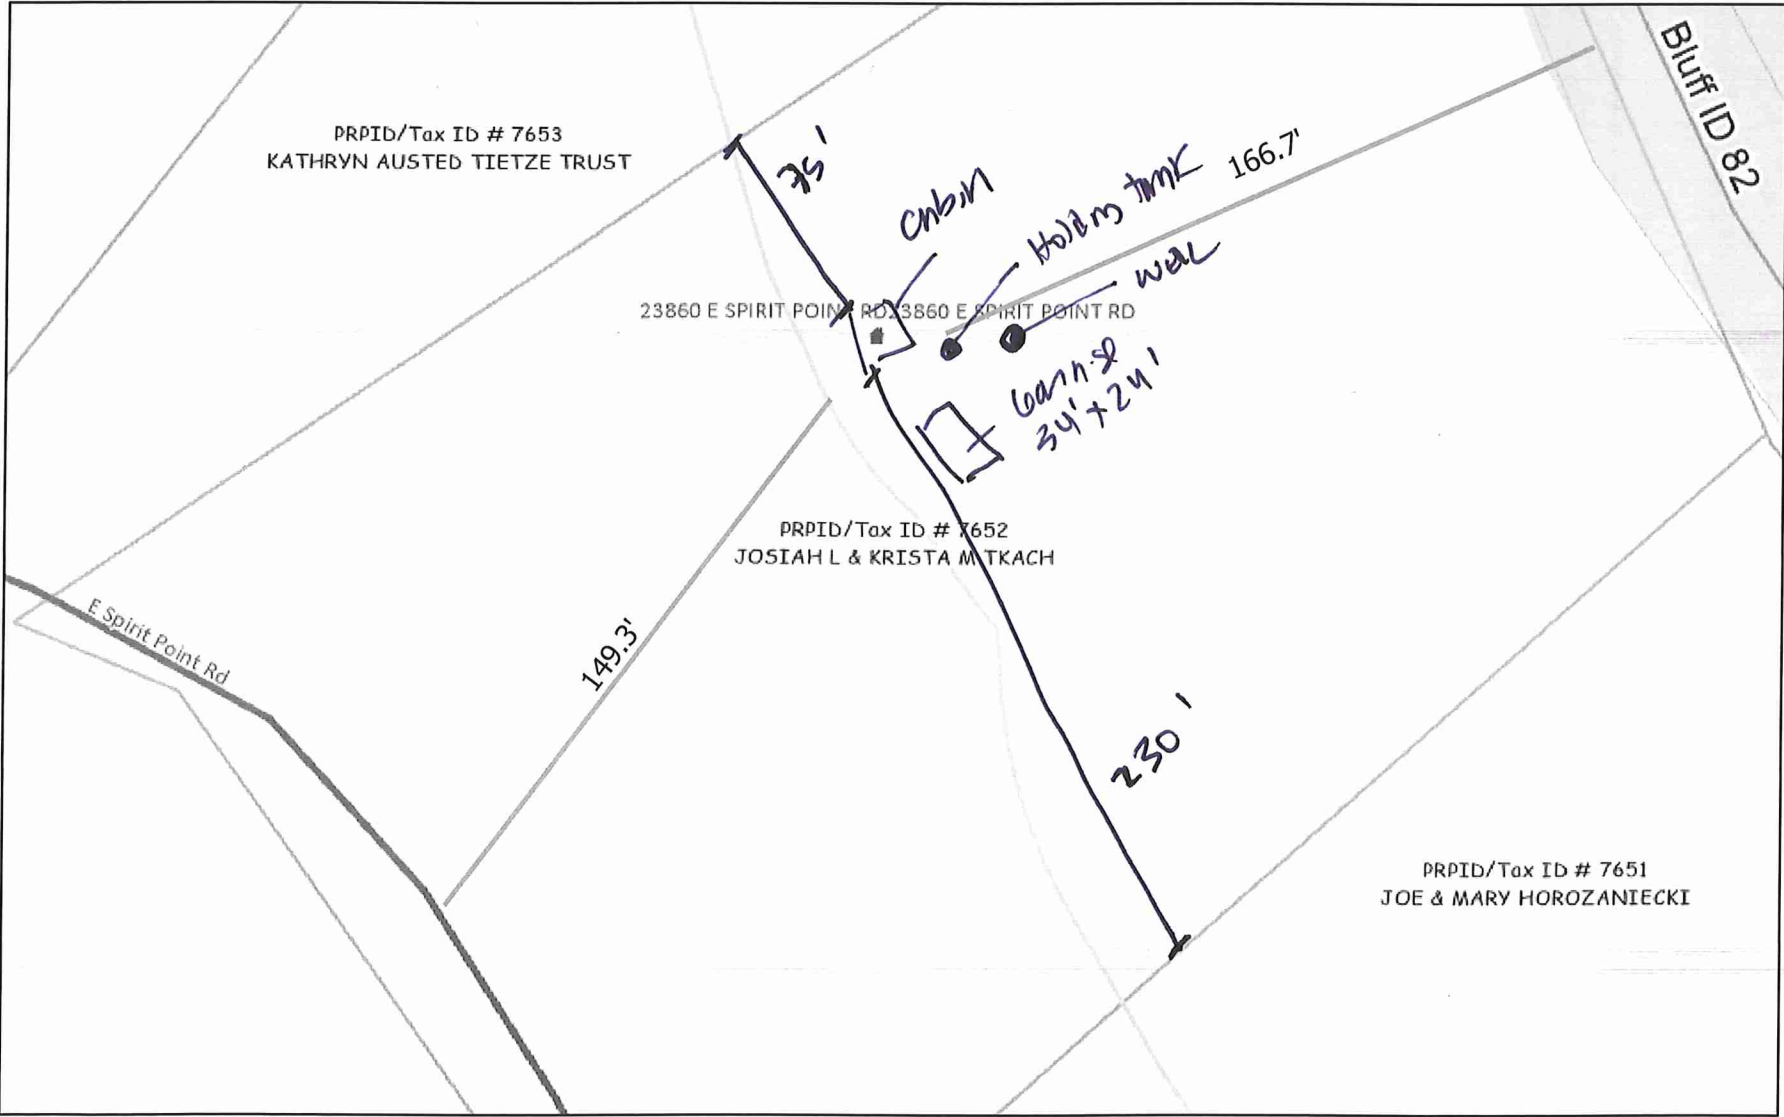 Bluff ID 82
PRPID/Tax ID # 7653
KATHRYN AUSTED TIETZE TRUST
75'
166.7'
Cabin
Holding tank
well
23860 E SPIRIT POINT RD
23860 E SPIRIT POINT RD
Garage
34' x 24'
PRPID/Tax ID # 7652
JOSIAH L & KRISTA M TKACH
E Spirit Point Rd
149.3'
230'
PRPID/Tax ID # 7651
JOE & MARY HOROZANIECKI